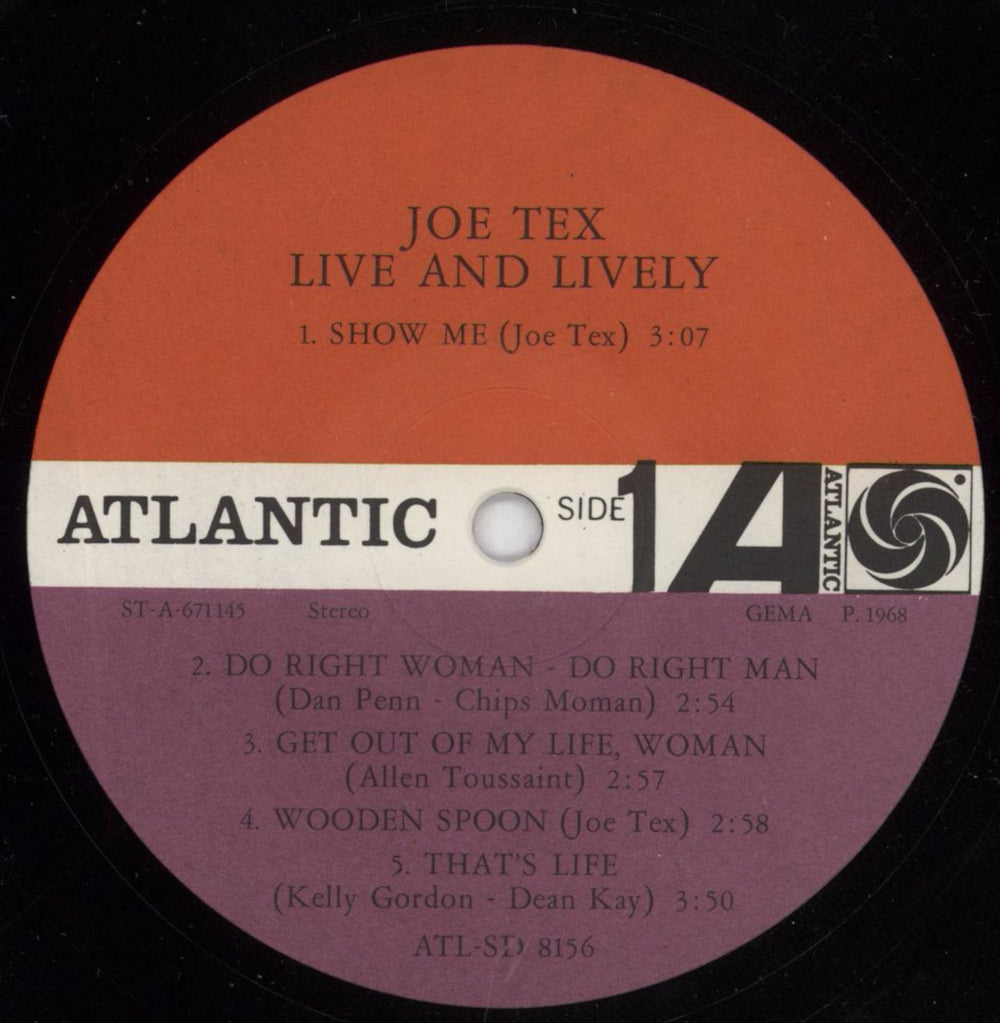 JOE TEX
LIVE AND LIVELY
1. SHOW ME (Joe Tex) 3:07
ATLANTIC
SIDE 1
A
ATLANTIC
ST-A-671145 Stereo GEMA P. 1968
2. DO RIGHT WOMAN - DO RIGHT MAN
(Dan Penn - Chips Moman) 2:54
3. GET OUT OF MY LIFE, WOMAN
(Allen Toussaint) 2:57
4. WOODEN SPOON (Joe Tex) 2:58
5. THAT'S LIFE
(Kelly Gordon - Dean Kay) 3:50
ATL-SD 8156